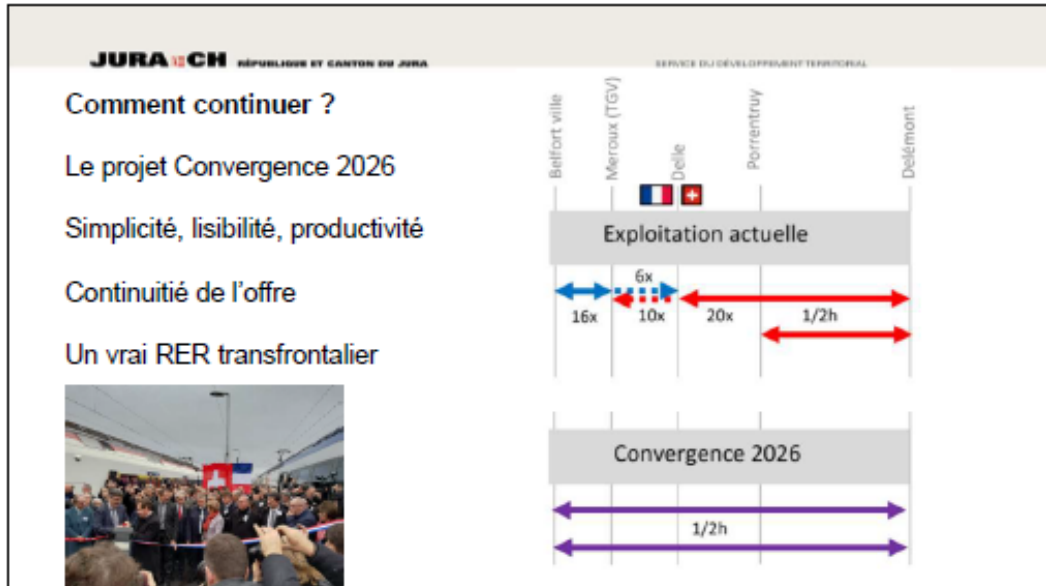 JURA CH RÉPUBLIQUE ET CANTON DU JURA
SERVICE DU DÉVELOPPEMENT TERRITORIAL
Comment continuer ?
Le projet Convergence 2026
Simplicité, lisibilité, productivité
Continuitié de l'offre
Un vrai RER transfrontalier
Belfort ville
Meroux (TGV)
Delle
Porrentruy
Delémont
Exploitation actuelle
6x
16x
10x
20x
1/2h
Convergence 2026
1/2h